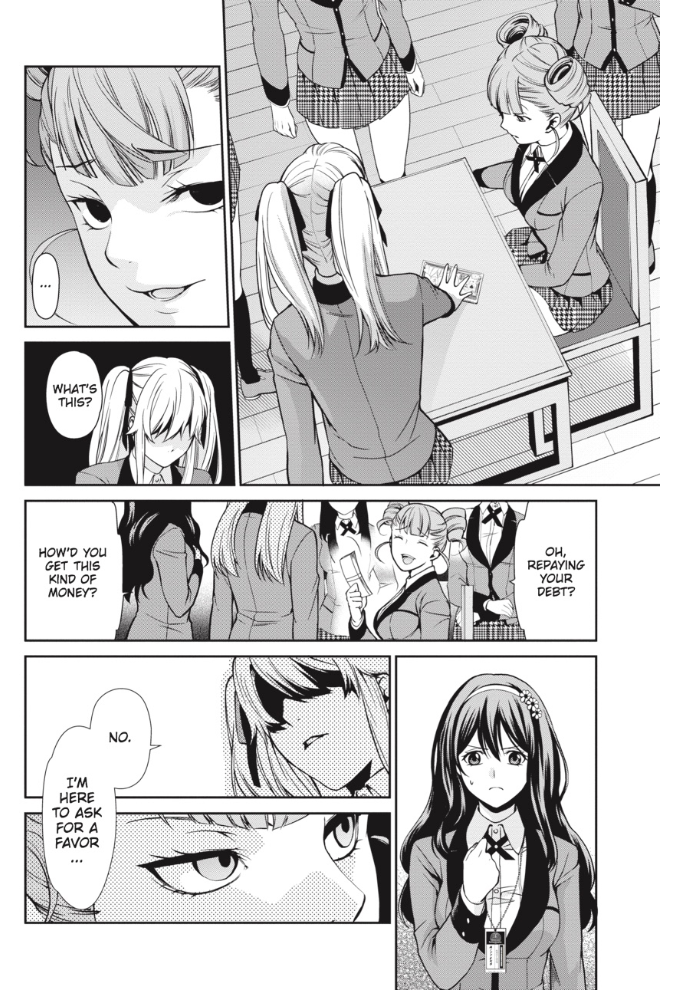 ...
WHAT'S
THIS?
OH,
REPAYING
YOUR
DEBT?
HOW'D YOU
GET THIS
KIND OF
MONEY?
NO.
I'M
HERE
TO ASK
FOR A
FAVOR
...